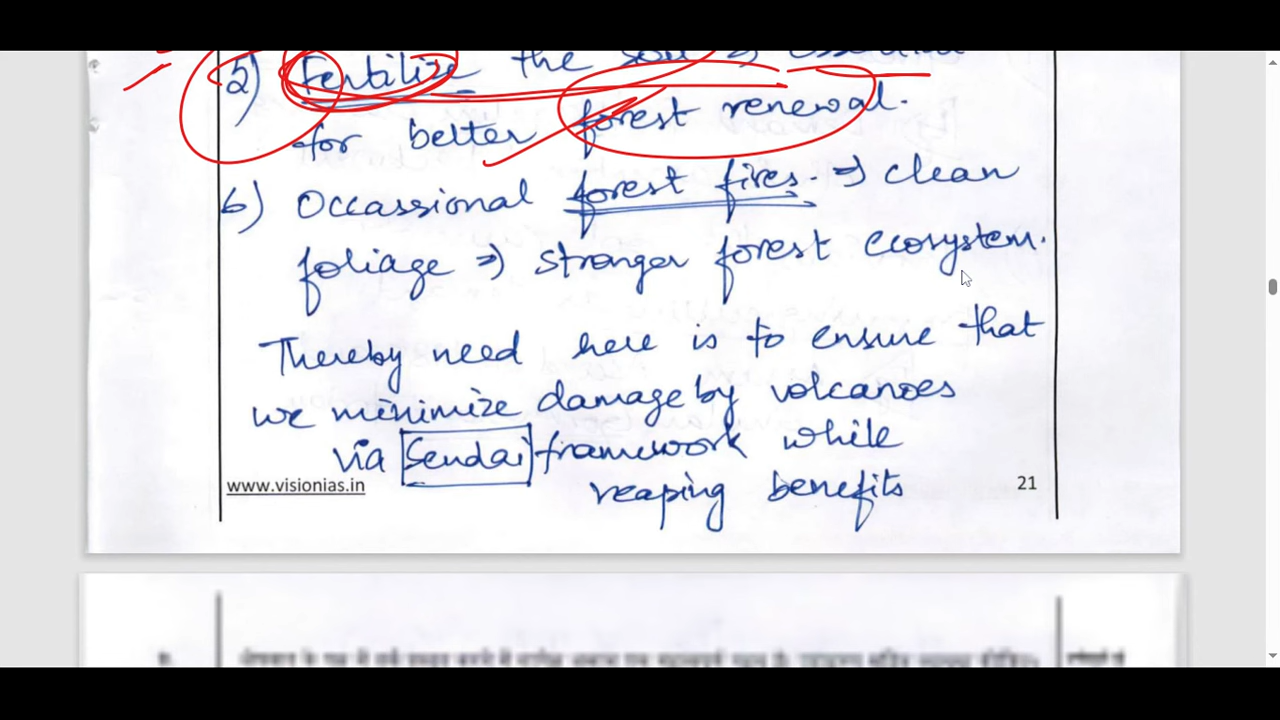 5) Fertilize the soil ⇒
for better forest renewal.
6) Occassional forest fires ⇒ clean
foliage ⇒ stronger forest ecosystem.
Thereby need here is to ensure that
we minimize damage by volcanoes
via Sendai framework while
reaping benefits
www.visionias.in
21